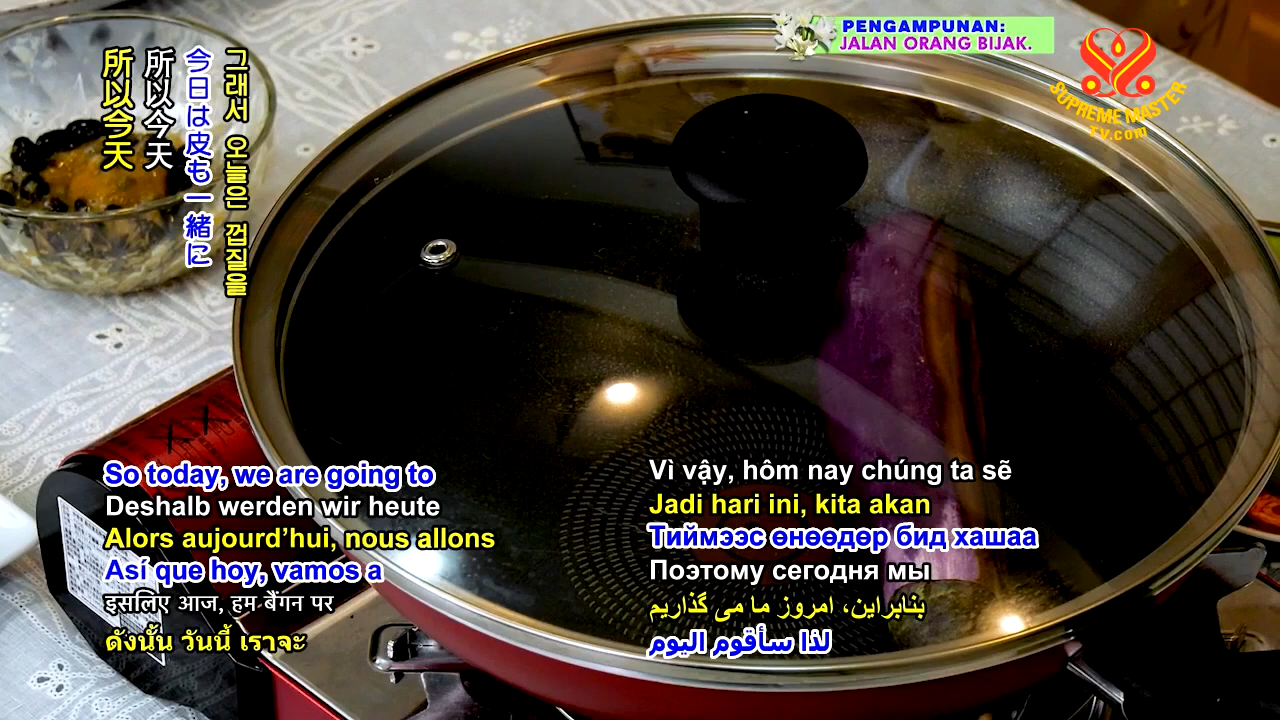 PENGAMPUNAN:
JALAN ORANG BIJAK.
SUPREME MASTER
TV.com
그래서 오늘은 껍질을
今日は皮も一緒に
所以今天
所以今天
So today, we are going to
Deshalb werden wir heute
Alors aujourd’hui, nous allons
Así que hoy, vamos a
इसलिए आज, हम बैंगन पर
ดังนั้น วันนี้ เราจะ
Vì vậy, hôm nay chúng ta sẽ
Jadi hari ini, kita akan
Тиймээс өнөөдөр бид хашаа
Поэтому сегодня мы
بنابراین، امروز ما می گذاریم
لذا سأقوم اليوم